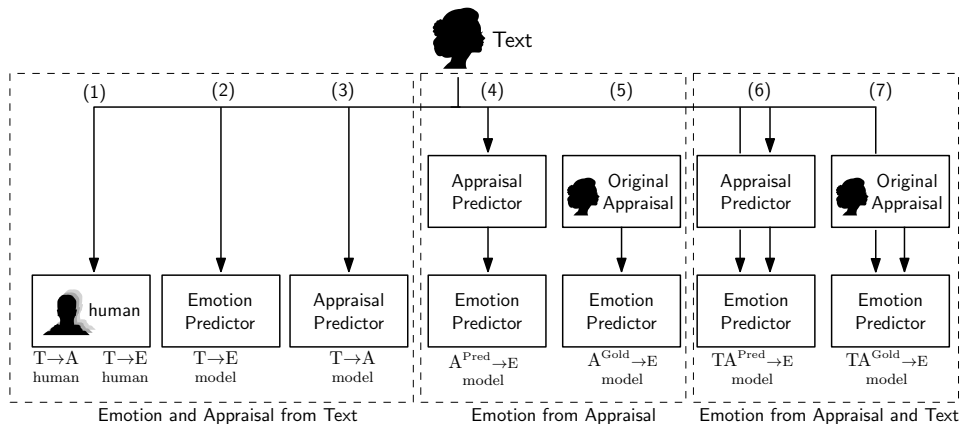 Text
(1) (2) (3) (4) (5) (6) (7)
Appraisal
Predictor
Original
Appraisal
Appraisal
Predictor
Original
Appraisal
human
Emotion
Predictor
Appraisal
Predictor
Emotion
Predictor
Emotion
Predictor
Emotion
Predictor
Emotion
Predictor
T→A
human
T→E
human
T→E
model
T→A
model
A^Pred→E
model
A^Gold→E
model
TA^Pred→E
model
TA^Gold→E
model
Emotion and Appraisal from Text
Emotion from Appraisal
Emotion from Appraisal and Text